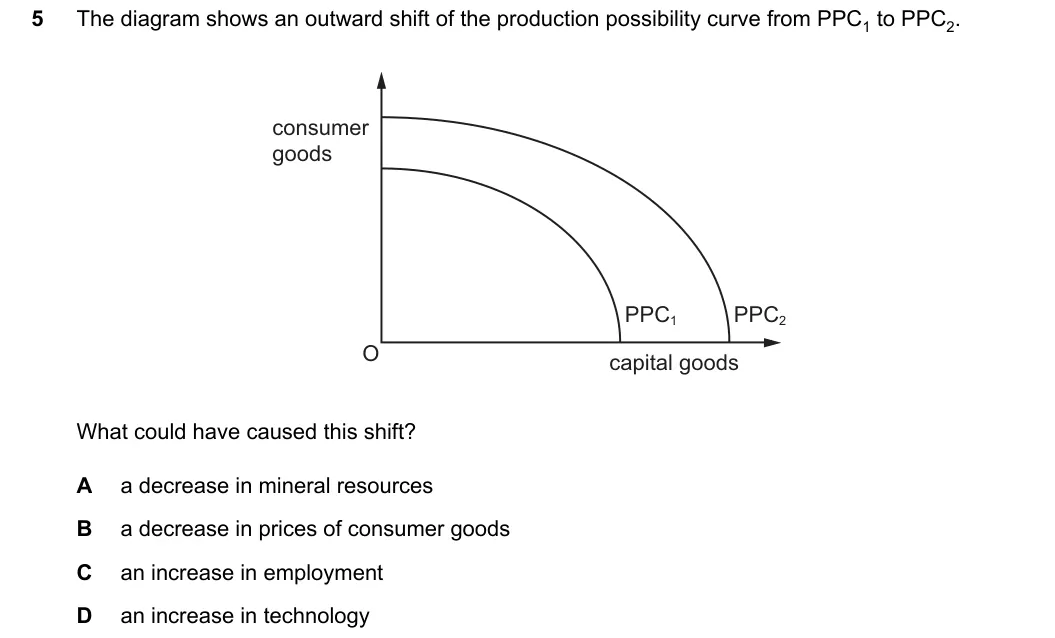 5 The diagram shows an outward shift of the production possibility curve from PPC₁ to PPC₂.
consumer
goods
PPC₁
PPC₂
O
capital goods
What could have caused this shift?
A a decrease in mineral resources
B a decrease in prices of consumer goods
C an increase in employment
D an increase in technology